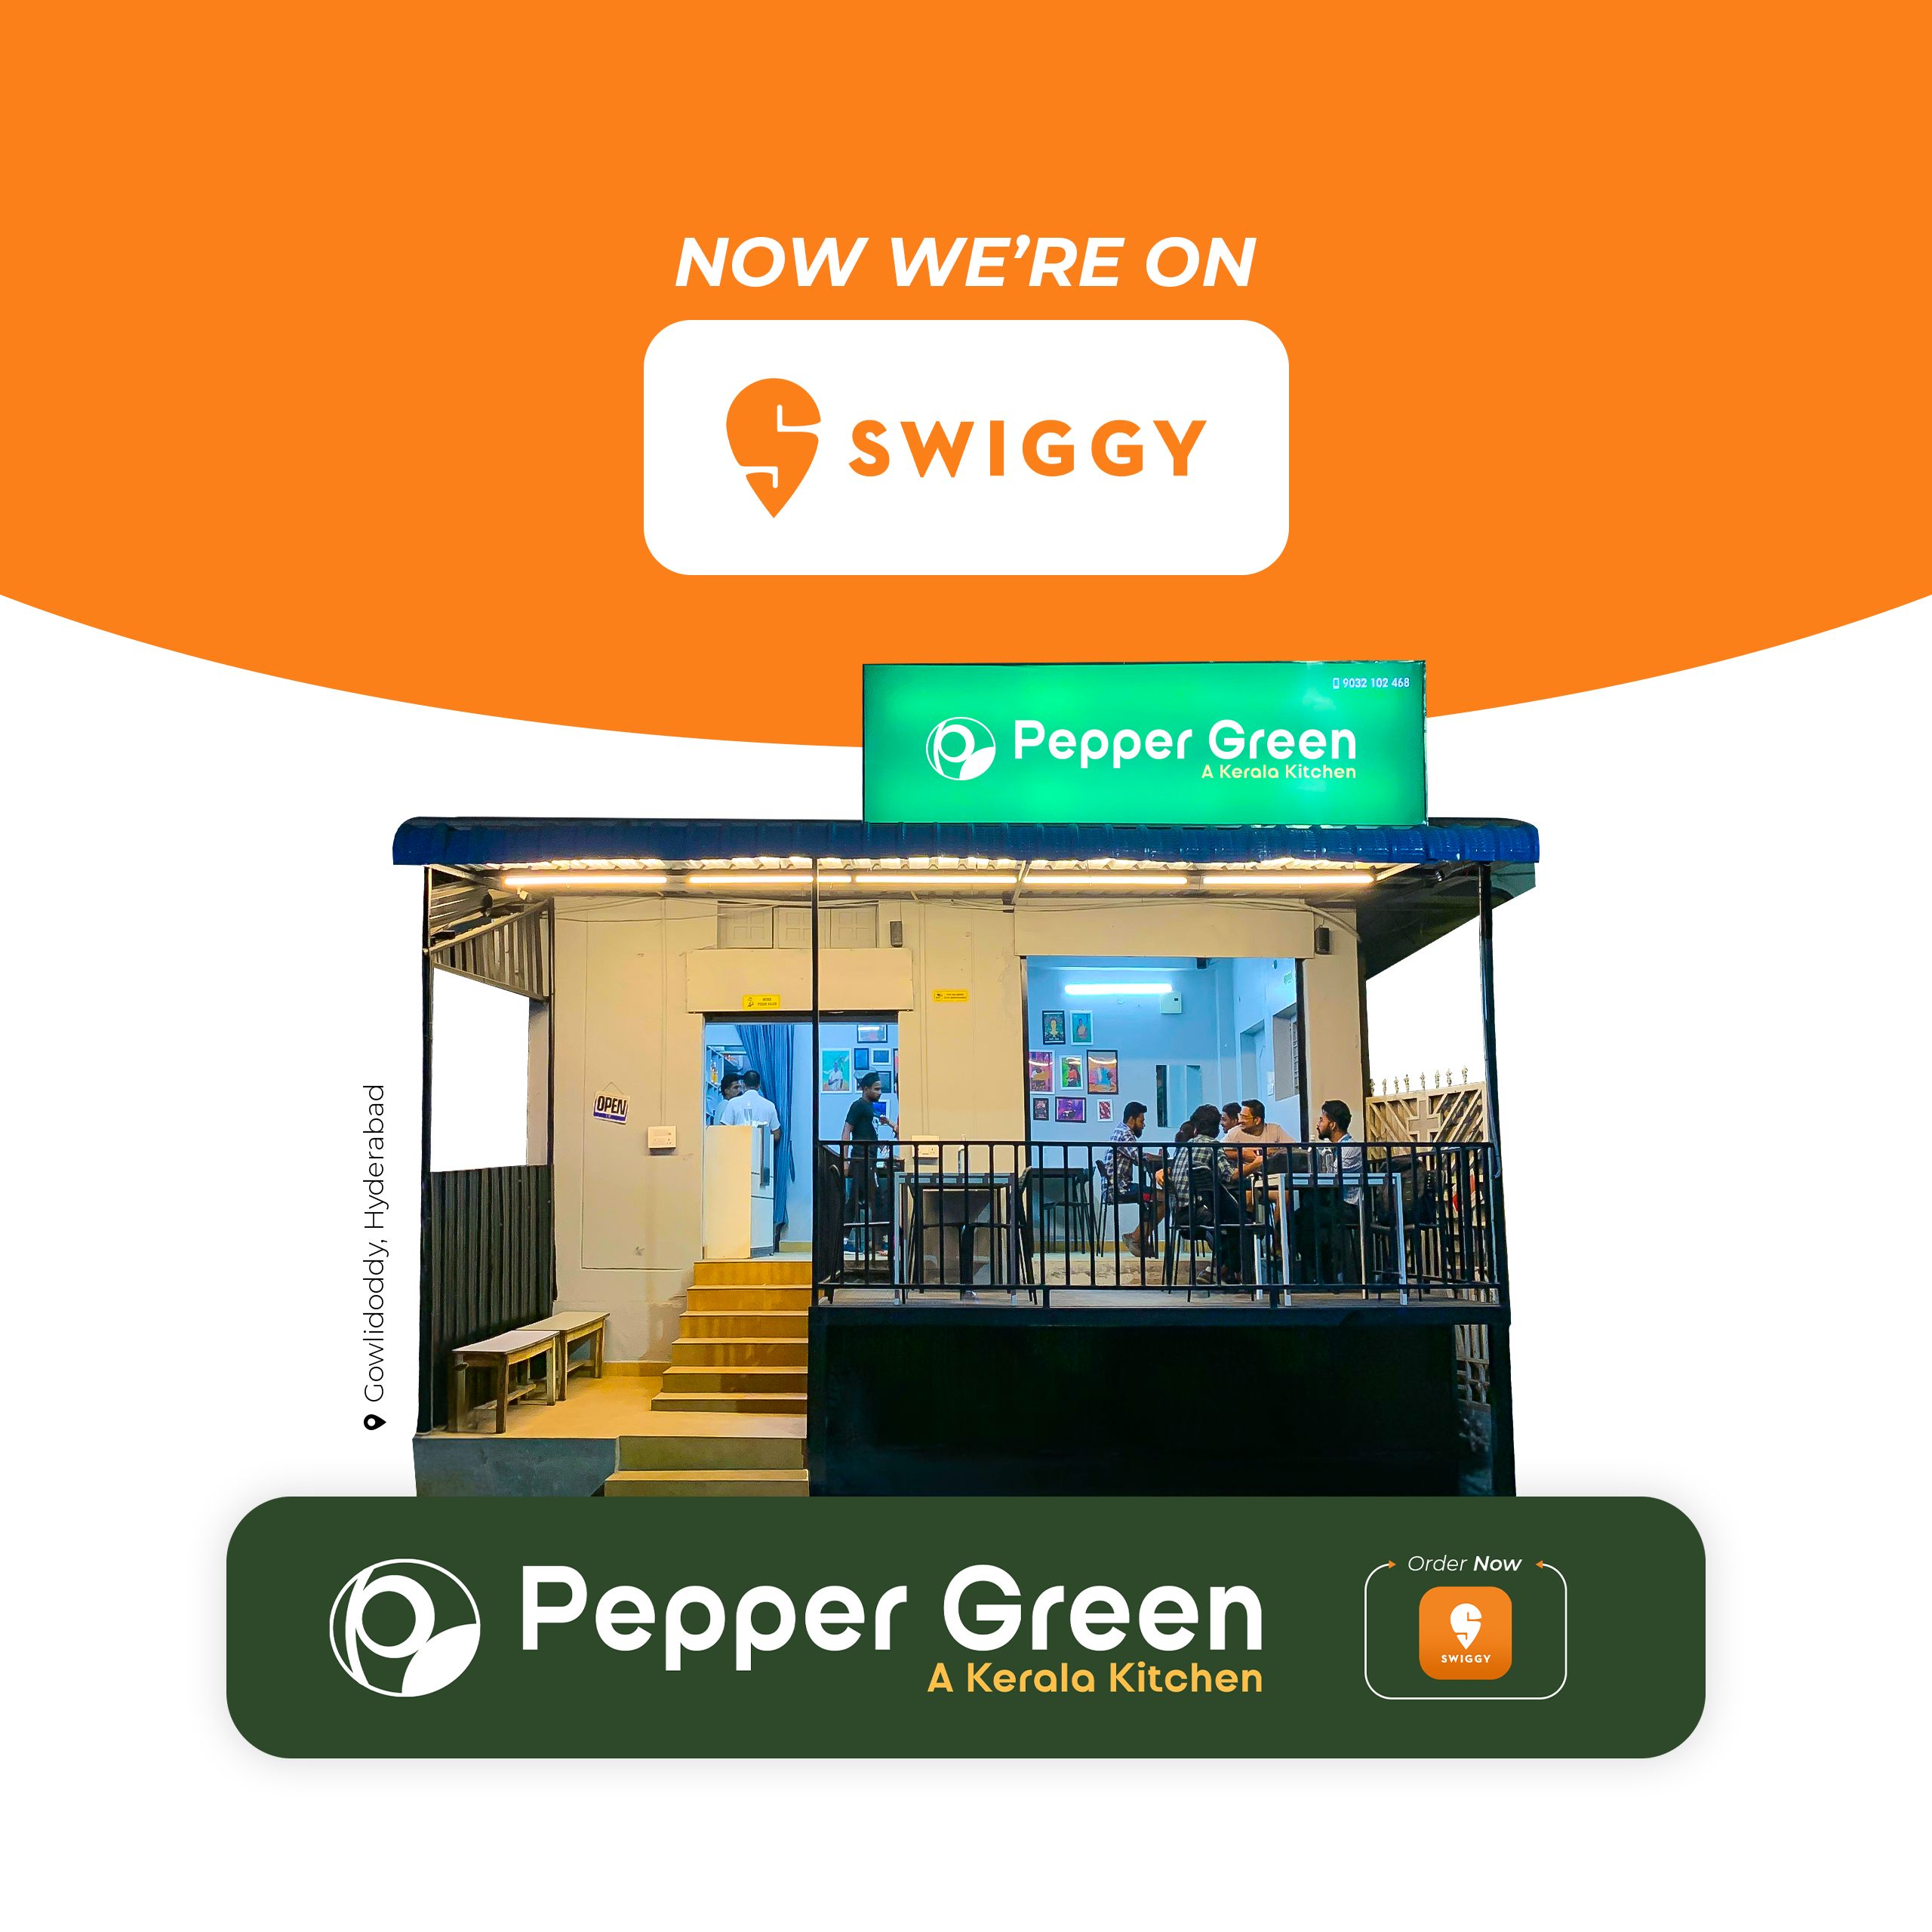 NOW WE'RE ON
SWIGGY
9032 102 468
Pepper Green
A Kerala Kitchen
OPEN
Gowlidoddy, Hyderabad
Pepper Green
A Kerala Kitchen
Order Now
SWIGGY